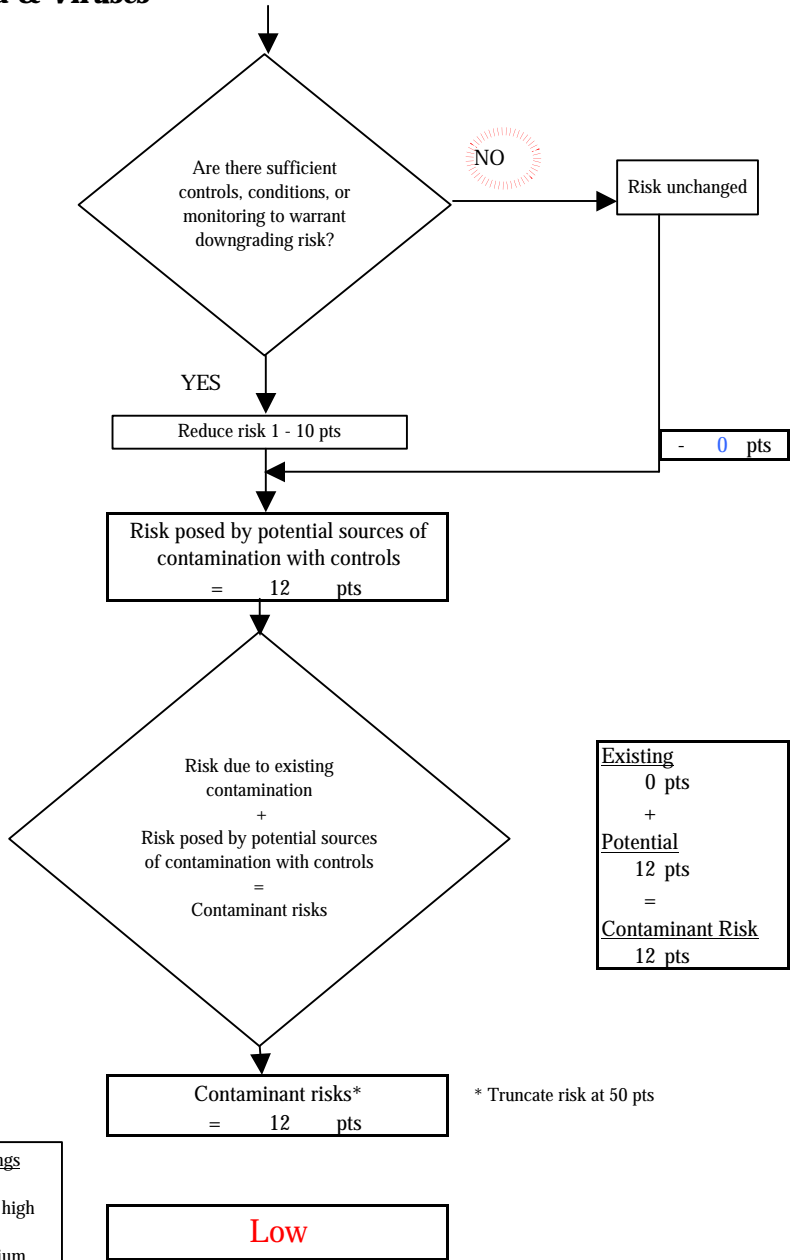 & Viruses
Are there sufficient
controls, conditions, or
monitoring to warrant
downgrading risk?
NO
Risk unchanged
YES
Reduce risk 1 - 10 pts
- 0 pts
Risk posed by potential sources of
contamination with controls
= 12 pts
Risk due to existing
contamination
+
Risk posed by potential sources
of contamination with controls
=
Contaminant risks
Existing
0 pts
+
Potential
12 pts
=
Contaminant Risk
12 pts
Contaminant risks*
= 12 pts
* Truncate risk at 50 pts
high
Low